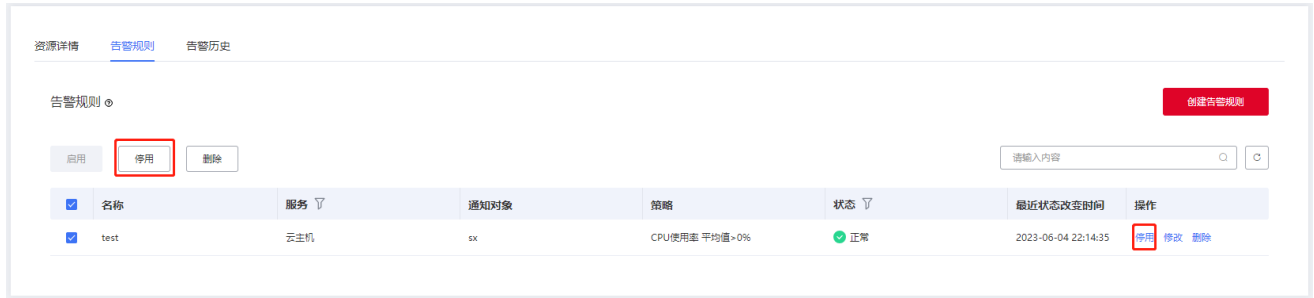 资源详情 告警规则 告警历史
告警规则
创建告警规则
启用 停用 删除 请输入内容
名称 服务 通知对象 策略 状态 最近状态改变时间 操作
test 云主机 sx CPU使用率 平均值>0% 正常 2023-06-04 22:14:35 停用 修改 删除